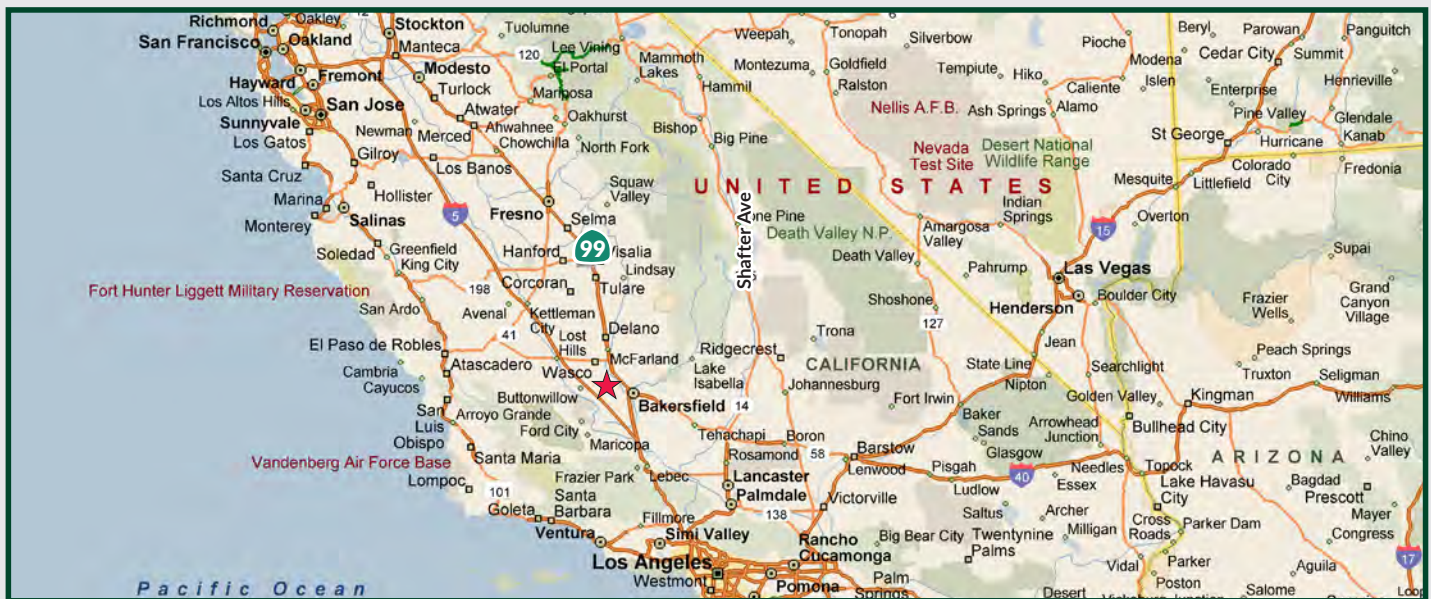 Richmond
Oakley
Stockton
Tuolumne
San Francisco
Oakland
Manteca
120
Lee Vining
El Portal
Hayward
Fremont
Modesto
Turlock
Mariposa
Los Altos Hills
San Jose
Atwater
Oakhurst
Sunnyvale
Newman
Merced
Ahwahnee
Chowchilla
Los Gatos
Gilroy
Los Banos
North Fork
Santa Cruz
Hollister
Squaw
Valley
Marina
Salinas
Monterey
5
Fresno
Selma
Soledad
Greenfield
King City
Hanford
99
Visalia
Lindsay
Fort Hunter Liggett Military Reservation
San Ardo
198
Corcoran
Tulare
Avenal
Kettleman
City
41
Lost
Hills
Delano
El Paso de Robles
Atascadero
McFarland
Wasco
Cambria
Cayucos
Buttonwillow
Bakersfield
San
Luis
Obispo
Arroyo Grande
Ford City
Maricopa
Vandenberg Air Force Base
Santa Maria
Lompoc
101
Frazier Park
Lebec
Goleta
Santa
Barbara
Ventura
Fillmore
Simi Valley
Los Angeles
Westmont
Pacific Ocean
Mammoth
Lakes
Hammil
Bishop
Big Pine
Weepah
Tonopah
6
Silverbow
Montezuma
Goldfield
Ralston
Tempiute
Hiko
Nellis A.F.B.
Ash Springs
Alamo
Caliente
Pioche
Modena
Islen
Beryl
Parowan
Panguitch
Cedar City
Summit
Enterprise
Henrieville
Pine Valley
Glendale
Kanab
St George
Hurricane
Colorado
City
Fredonia
Nevada
Test Site
Desert National
Wildlife Range
Mesquite
Littlefield
UNITED STATES
Shafter Ave
Lone Pine
Death Valley N.P.
Indian
Springs
Overton
Amargosa
Valley
15
Supai
Death Valley
Pahrump
Las Vegas
Henderson
Boulder City
Shoshone
127
Frazier
Wells
Grand
Canyon
Village
Trona
Ridgecrest
CALIFORNIA
Jean
State Line
Searchlight
Peach Springs
Truxton
Seligman
Lake
Isabella
Johannesburg
Nipton
14
Fort Irwin
Golden Valley
Kingman
Williams
Baker
Sands
Glasgow
Arrowhead
Junction
Bullhead City
Tehachapi
Boron
58
Barstow
Chino
Valley
ARIZONA
Rosamond
Lenwood
Pisgah
40
Needles
Topock
Lancaster
Palmdale
Ludlow
Essex
Lake Havasu
City
Bagdad
Prescott
138
Victorville
Saltus
Archer
Mayer
Milligan
Cross
Roads
Parker Dam
Congress
Rancho
Cucamonga
Big Bear City
Twentynine
Palms
Vidal
Parker
Aguila
17
Pomona
Palm
Springs
Desert
Poston
Salome